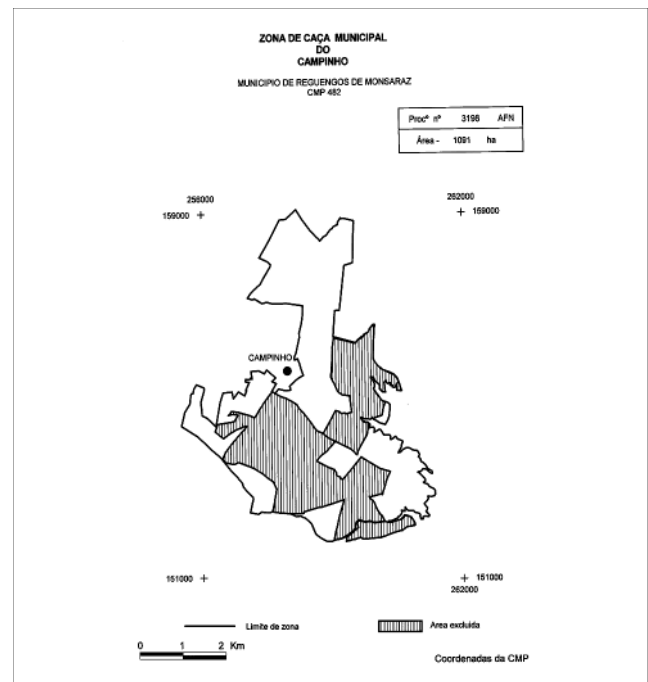 ZONA DE CAÇA MUNICIPAL
DO
CAMPINHO
MUNICIPIO DE REGUENGOS DE MONSARAZ
CMP 482
Procº nº 3198 AFN
Área - 1091 ha
256000
159000
262000
159000
CAMPINHO
151000
151000
262000
Limite de zona
Area excluida
0 1 2 Km
Coordenadas da CMP